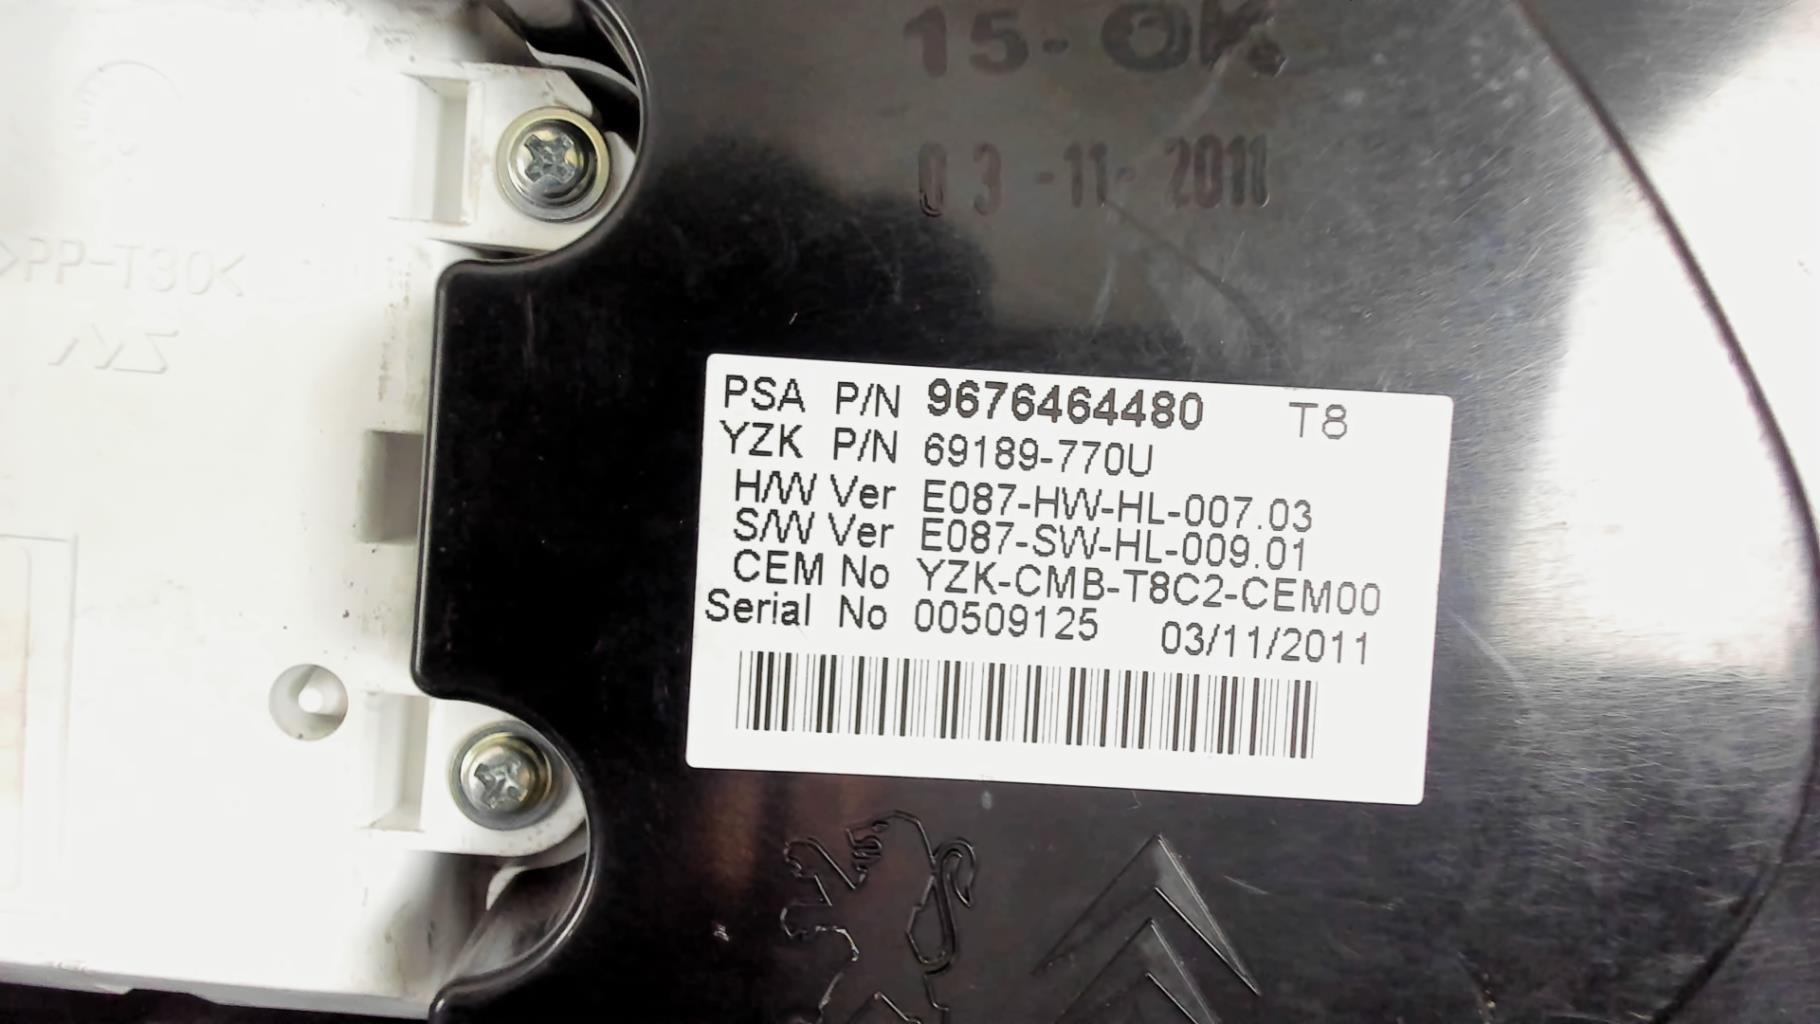 15-OK
03-11-2011
>PP-T30<
PSA P/N 9676464480 T8
YZK P/N 69189-770U
H/W Ver E087-HW-HL-007.03
S/W Ver E087-SW-HL-009.01
CEM No YZK-CMB-T8C2-CEM00
Serial No 00509125 03/11/2011